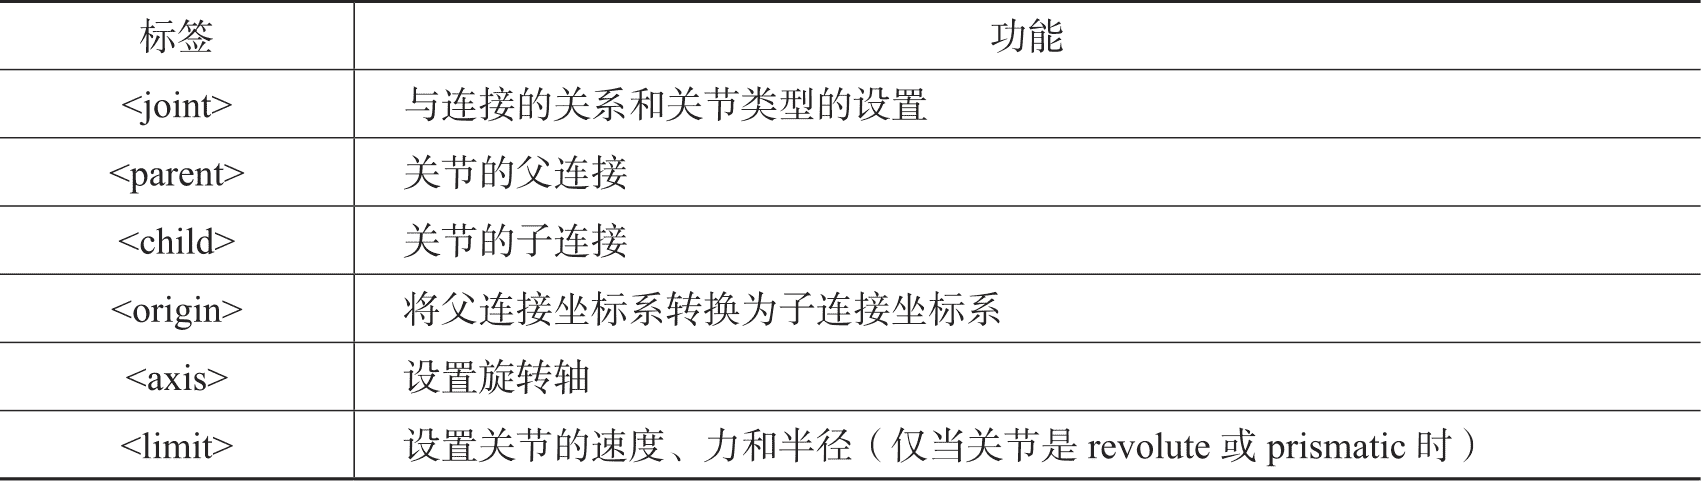 标签 功能
<joint> 与连接的关系和关节类型的设置
<parent> 关节的父连接
<child> 关节的子连接
<origin> 将父连接坐标系转换为子连接坐标系
<axis> 设置旋转轴
<limit> 设置关节的速度、力和半径（仅当关节是 revolute 或 prismatic 时）